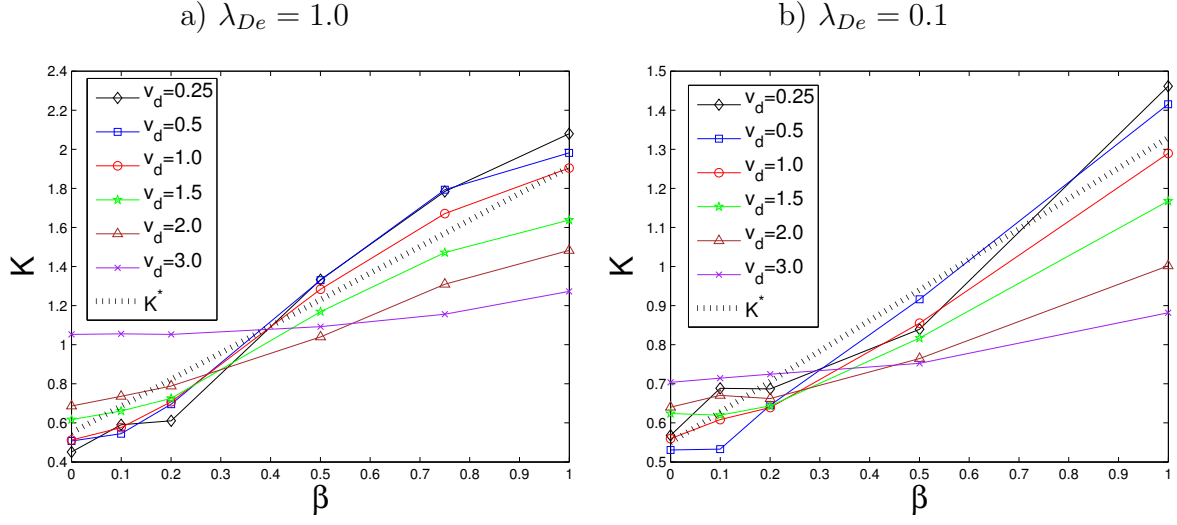 a) λ_{De} = 1.0
K
2.4
2.2
2
1.8
1.6
1.4
1.2
1
0.8
0.6
0.4
v_d=0.25
v_d=0.5
v_d=1.0
v_d=1.5
v_d=2.0
v_d=3.0
K^*
0 0.1 0.2 0.3 0.4 0.5 0.6 0.7 0.8 0.9 1
β
b) λ_{De} = 0.1
K
1.5
1.4
1.3
1.2
1.1
1
0.9
0.8
0.7
0.6
0.5
v_d=0.25
v_d=0.5
v_d=1.0
v_d=1.5
v_d=2.0
v_d=3.0
K^*
0 0.1 0.2 0.3 0.4 0.5 0.6 0.7 0.8 0.9 1
β